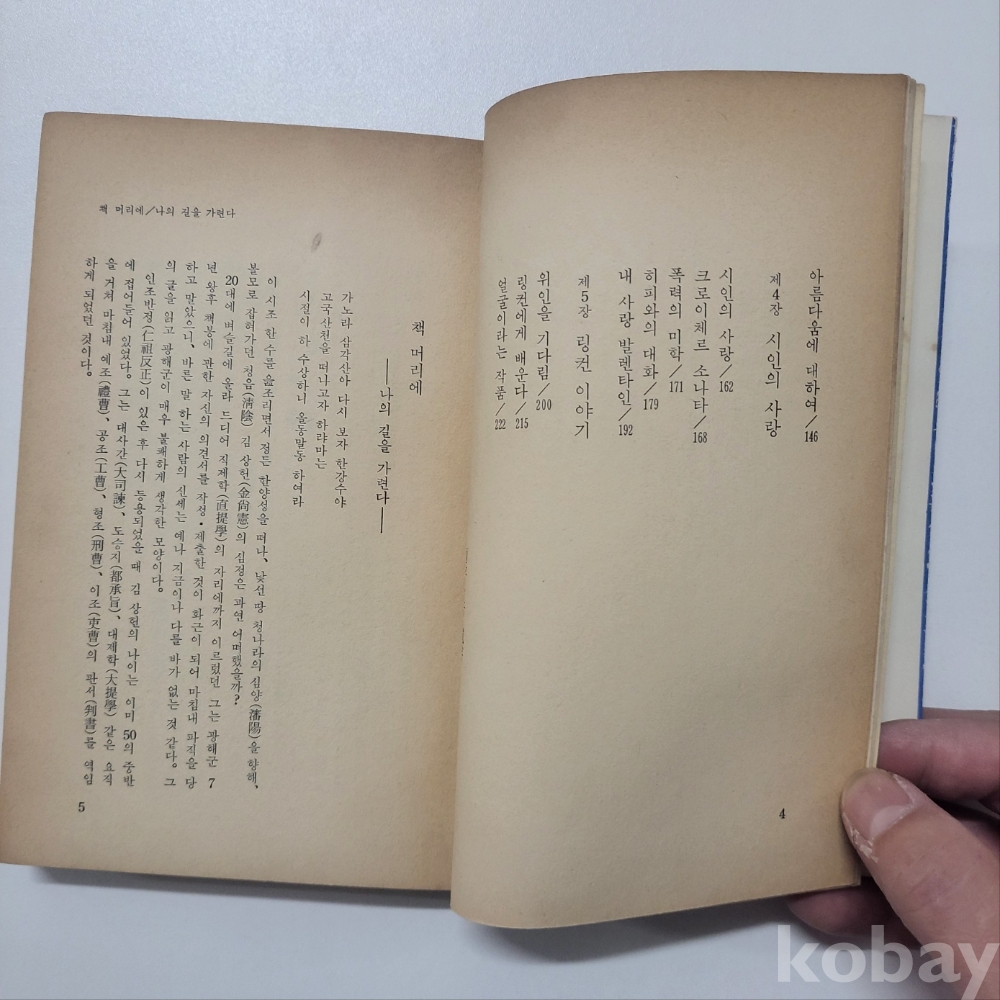 아름다움에 대하여/146
제4장 시인의 사랑
시인의 사랑/162
크로이체르 소나타/168
폭력의 미학/171
히피와의 대화/179
내 사랑 발렌타인/192
제5장 링컨 이야기
위인을 기다림/200
링컨에게 배운다/215
얼굴이라는 작품/222
4
책 머리에/나의 길을 가련다
책 머리에
——나의 길을 가련다——
가노라 삼각산아 다시 보자 한강수야
고국산천을 떠나고자 하랴마는
시절이 하 수상하니 올동말동 하여라
이 시조 한수를 읊조리면서 정든 한양성을 떠나、낯선 땅 청나라의 심양(瀋陽)을 향해、
볼모로 잡혀가던 청음(淸陰) 김 상헌(金尙憲)의 심정은 과연 어떠했을까?
20대에 벼슬길에 올라 드디어 직제학(直提學)의 자리에까지 이르렀던 그는 광해군 7
년 왕후 책봉에 관한 자신의 의견서를 작성・제출한 것이 화근이 되어 마침내 파직을 당
하고 말았으니、바른 말 하는 사람의 신세는 예나 지금이나 다를 바가 없는 것 같다。그
의 글을 읽고 광해군이 매우 불쾌하게 생각한 모양이다。
인조반정(仁祖反正)이 있은 후 다시 등용되었을 때 김 상헌의 나이는 이미 50의 중반
에 접어들어 있었다。그는 대사간(大司諫)、도승지(都承旨)、대제학(大提學) 같은 요직
을 거쳐 마침내 예조(禮曹)、공조(工曹)、형조(刑曹)、이조(吏曹)의 판서(判書)를 역임
하게 되었던 것이다。
5
kobay